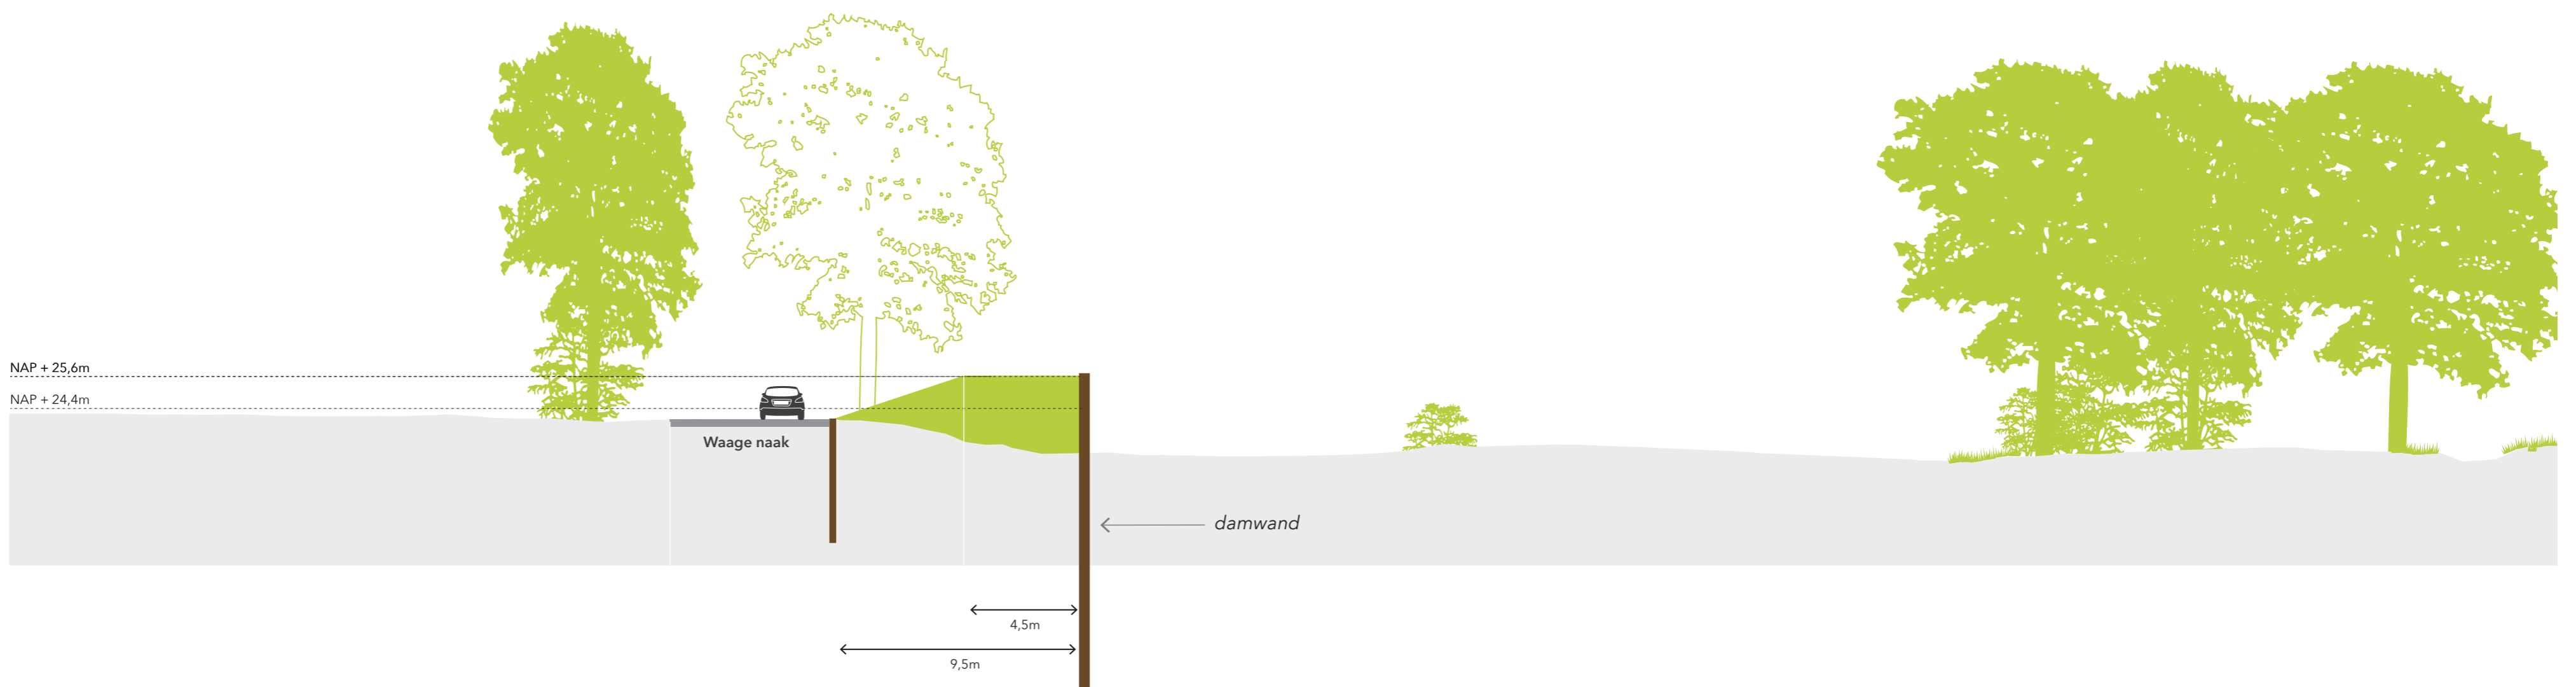 NAP + 25,6m
NAP + 24,4m
Waage naak
damwand
4,5m
9,5m